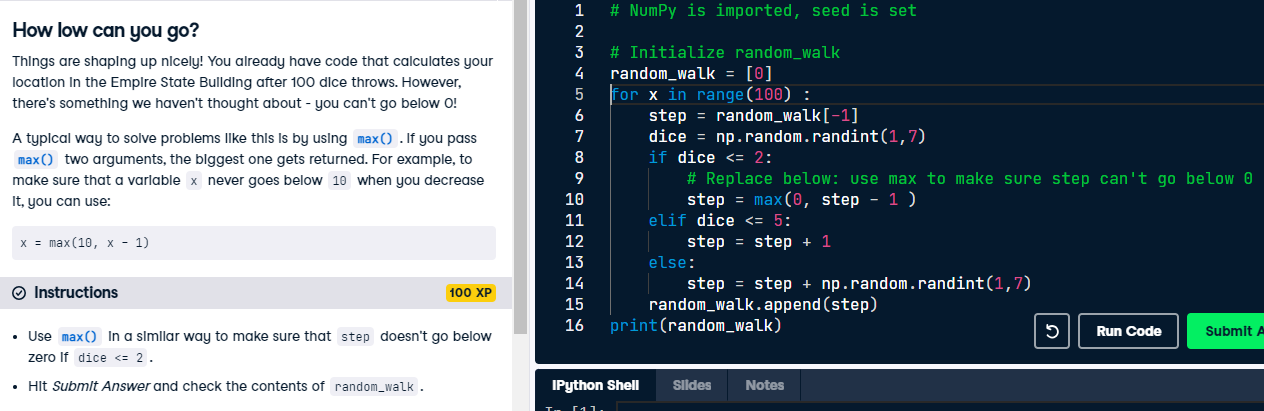 How low can you go?
Things are shaping up nicely! You already have code that calculates your
location in the Empire State Building after 100 dice throws. However,
there's something we haven't thought about - you can't go below 0!
A typical way to solve problems like this is by using max() . If you pass
max() two arguments, the biggest one gets returned. For example, to
make sure that a variable x never goes below 10 when you decrease
it, you can use:
x = max(10, x - 1)
Instructions
100 XP
• Use max() in a similar way to make sure that step doesn't go below
zero if dice <= 2 .
• Hit Submit Answer and check the contents of random_walk .
1 # NumPy is imported, seed is set
2
3 # Initialize random_walk
4 random_walk = [0]
5 for x in range(100) :
6     step = random_walk[-1]
7     dice = np.random.randint(1,7)
8     if dice <= 2:
9         # Replace below: use max to make sure step can't go below 0
10         step = max(0, step - 1 )
11     elif dice <= 5:
12         step = step + 1
13     else:
14         step = step + np.random.randint(1,7)
15     random_walk.append(step)
16 print(random_walk)
Run Code
Submit A
IPython Shell
Slides
Notes
In [1]: